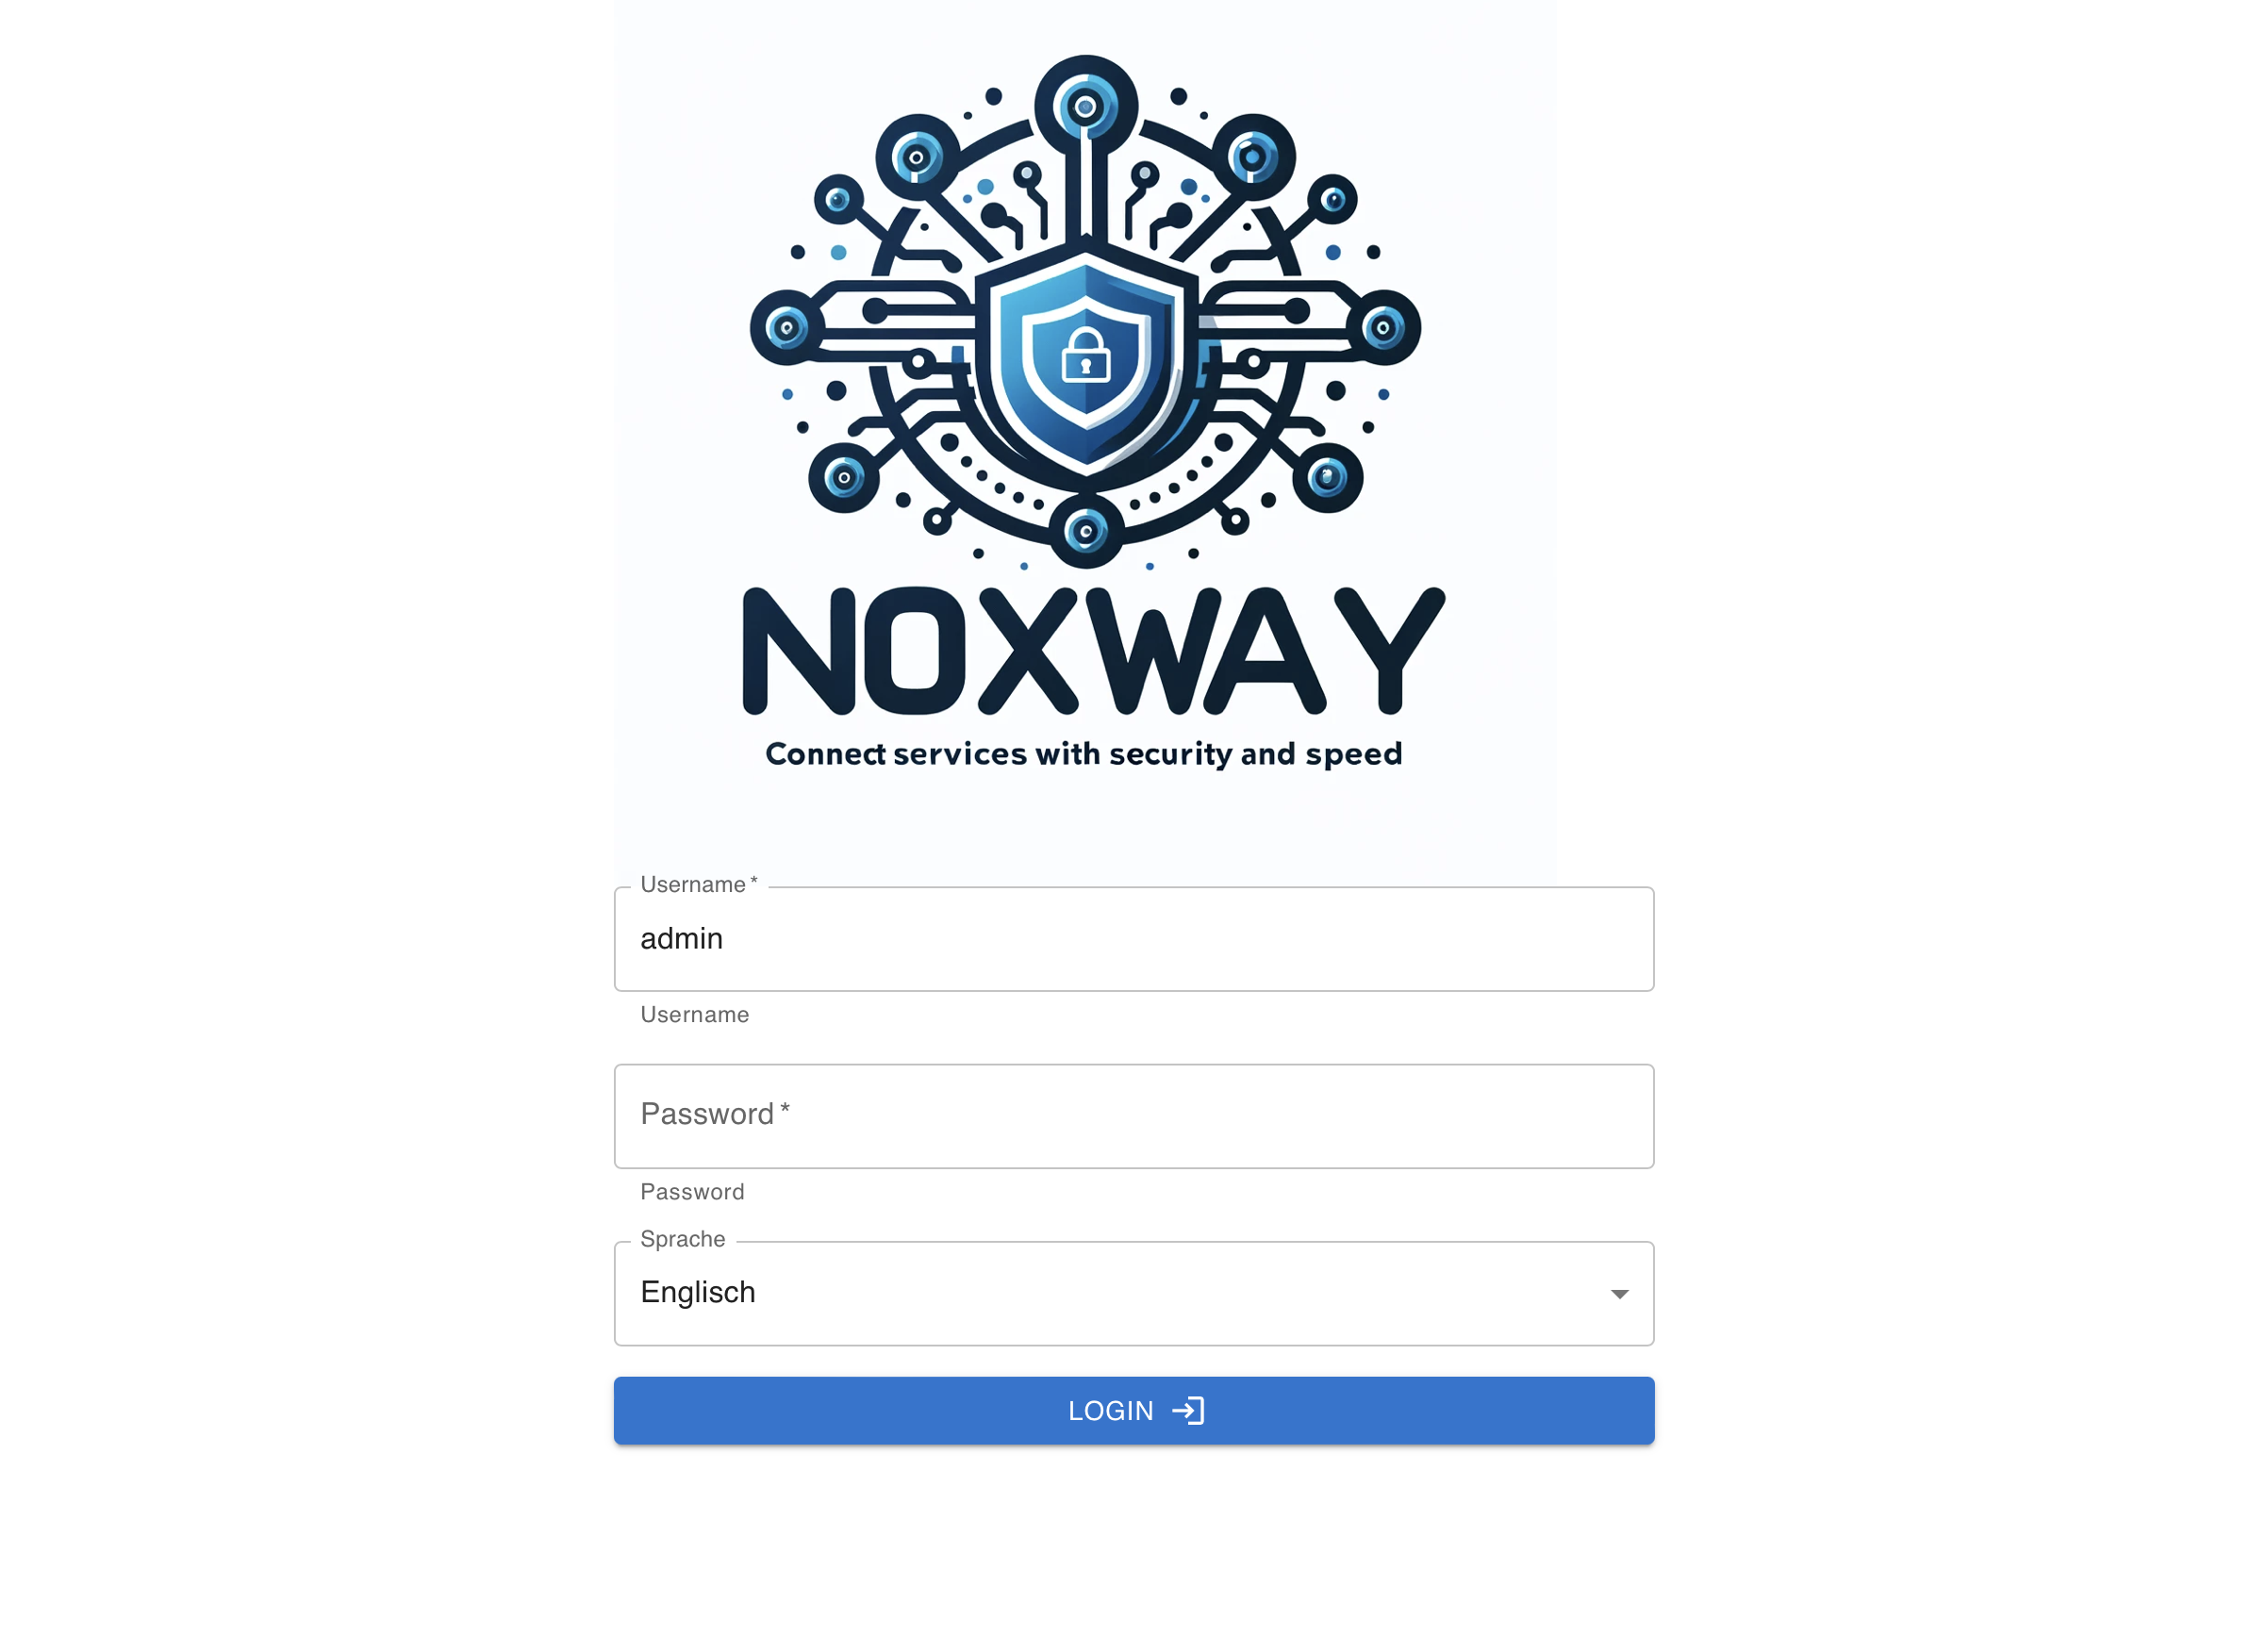 NOXWAY
Connect services with security and speed
Username *
admin
Username
Password *
Password
Sprache
Englisch
LOGIN